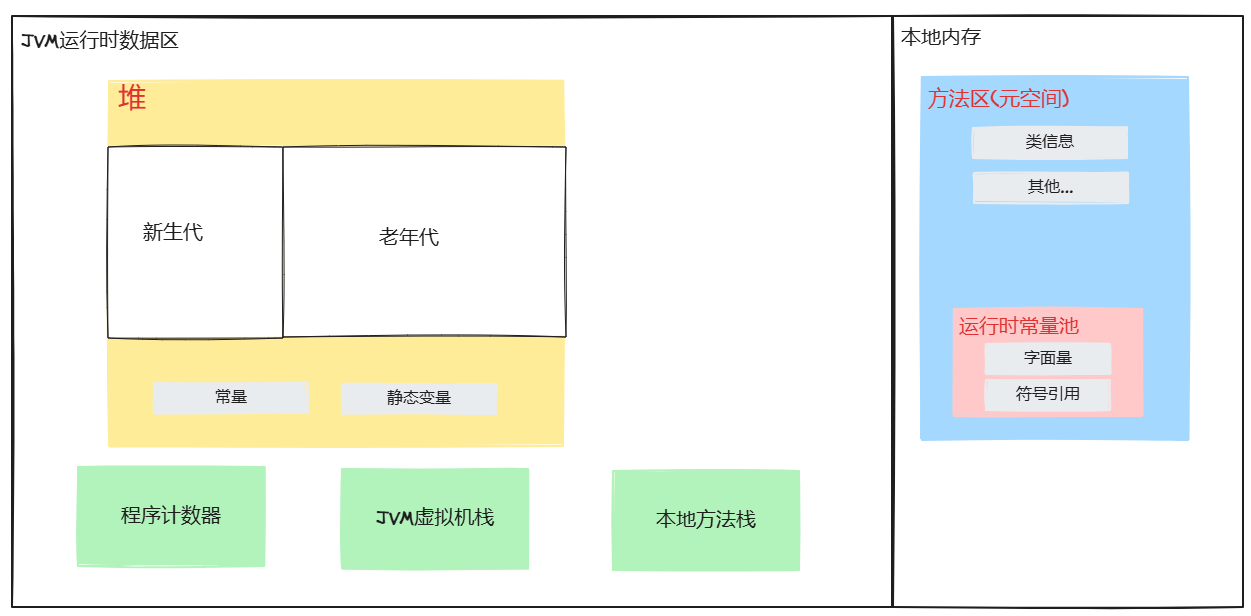 JVM运行时数据区
堆
新生代
老年代
常量
静态变量
程序计数器
JVM虚拟机栈
本地方法栈
本地内存
方法区(元空间)
类信息
其他...
运行时常量池
字面量
符号引用